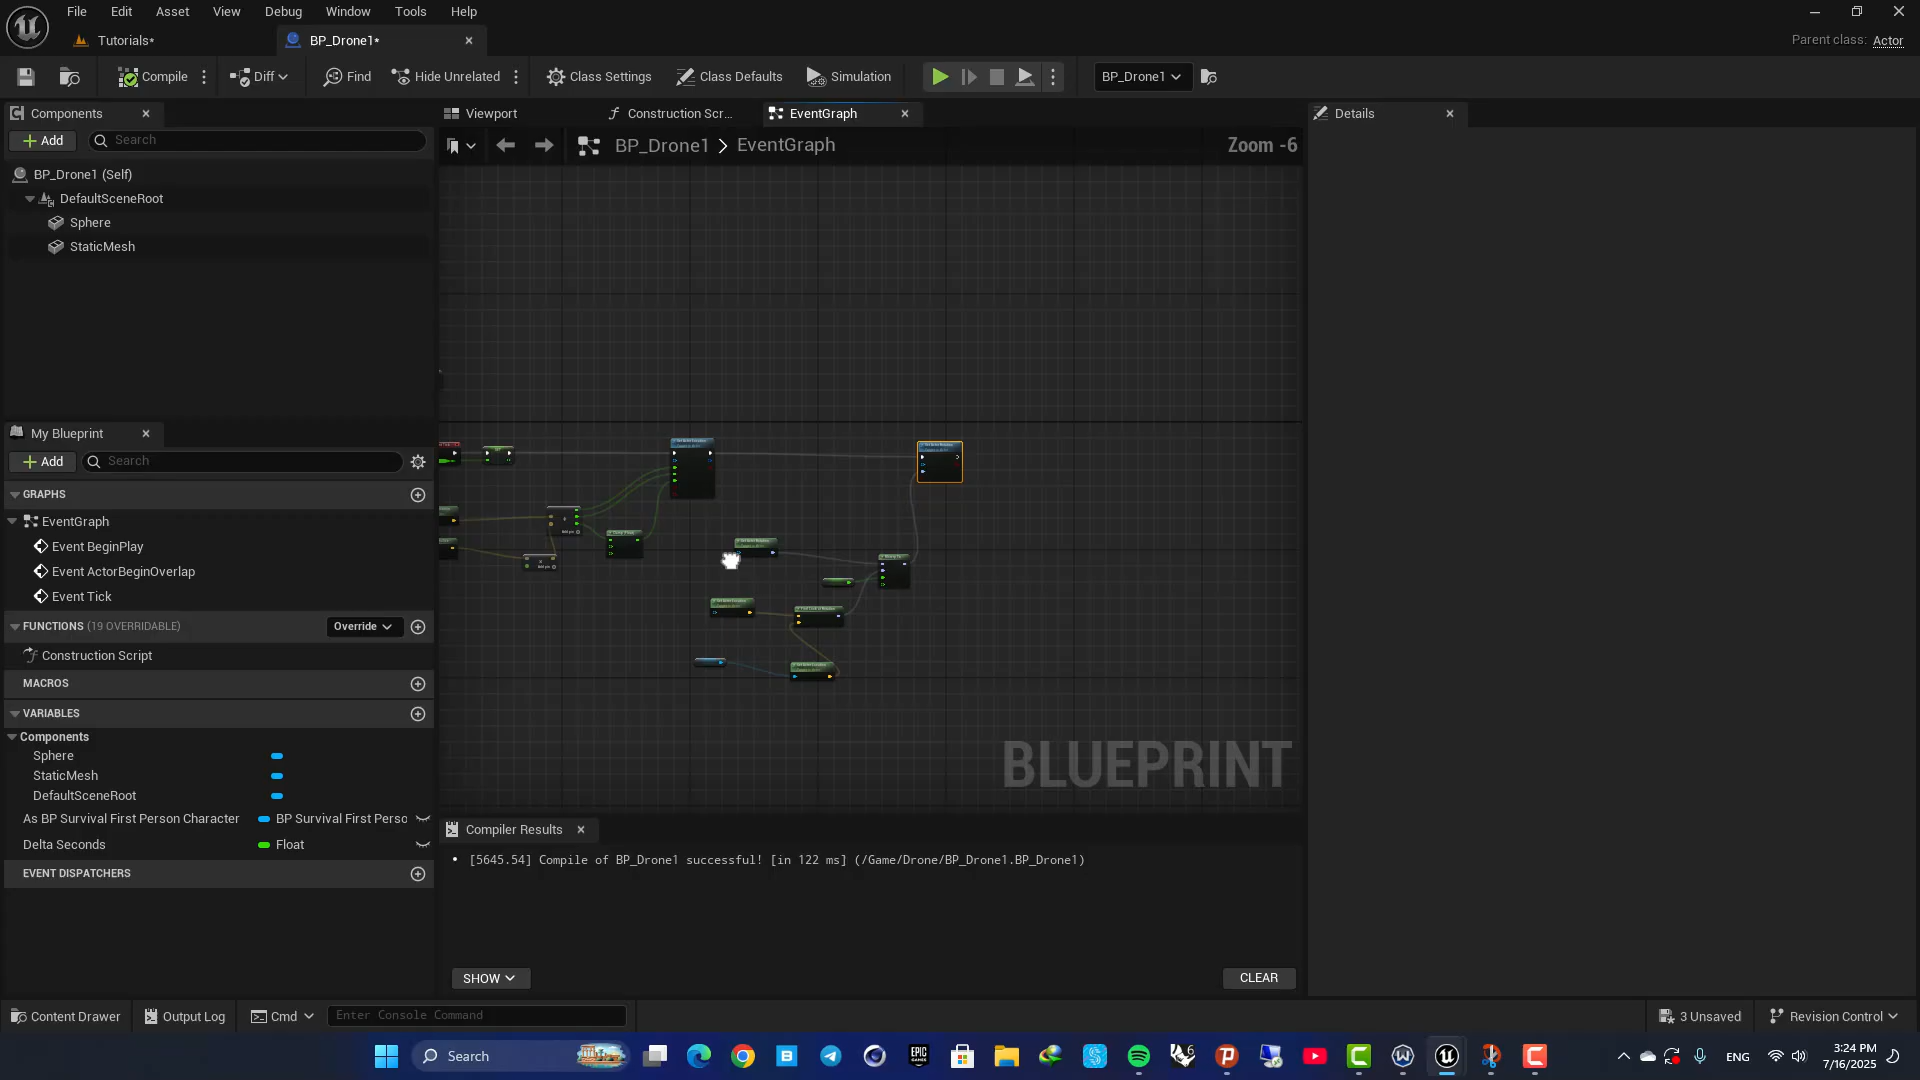 File Edit Asset View Debug Window Tools Help
Tutorials*
BP_Drone1*
Parent class: Actor
Compile Diff Find Hide Unrelated Class Settings Class Defaults Simulation BP_Drone1
Components
Viewport
Construction Scr...
EventGraph
Details
Add
Search
BP_Drone1 > EventGraph
Zoom -6
BP_Drone1 (Self)
DefaultSceneRoot
Sphere
StaticMesh
My Blueprint
Add
Search
GRAPHS
EventGraph
Event BeginPlay
Event ActorBeginOverlap
Event Tick
FUNCTIONS (19 OVERRIDABLE)
Override
Construction Script
MACROS
VARIABLES
Components
Sphere
StaticMesh
DefaultSceneRoot
As BP Survival First Person Character
BP Survival First Perso
Delta Seconds
Float
EVENT DISPATCHERS
BLUEPRINT
Compiler Results
• [5645.54] Compile of BP_Drone1 successful! [in 122 ms] (/Game/Drone/BP_Drone1.BP_Drone1)
SHOW
CLEAR
Content Drawer
Output Log
Cmd
Enter Console Command
3 Unsaved
Revision Control
Search
ENG
3:24 PM
7/16/2025